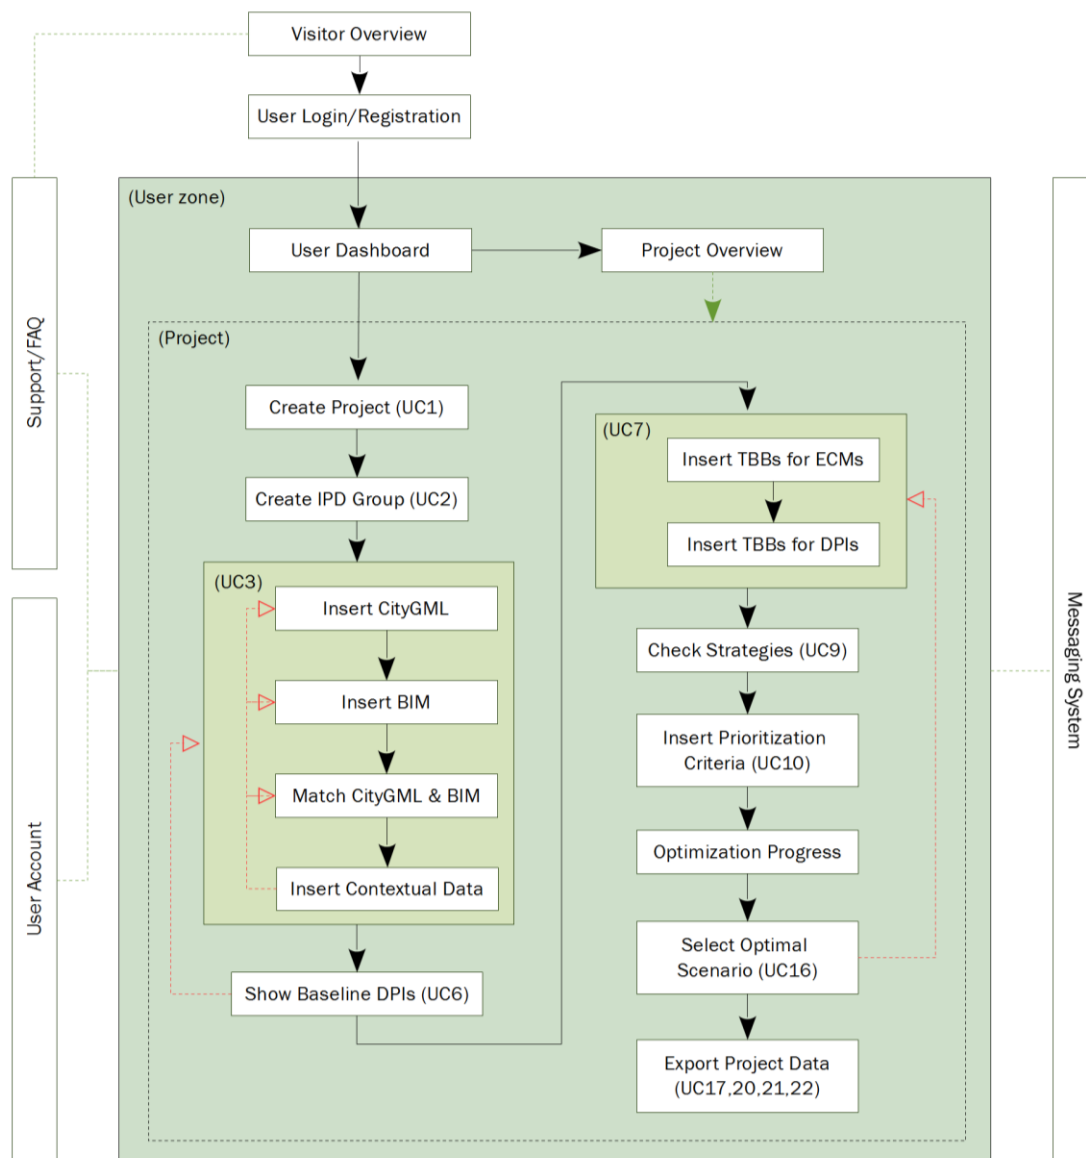 Visitor Overview
User Login/Registration
(User zone)
User Dashboard
Project Overview
Support/FAQ
(Project)
Create Project (UC1)
Create IPD Group (UC2)
(UC3)
Insert CityGML
Insert BIM
Match CityGML & BIM
Insert Contextual Data
Show Baseline DPIs (UC6)
(UC7)
Insert TBBs for ECMs
Insert TBBs for DPIs
Check Strategies (UC9)
Insert Prioritization
Criteria (UC10)
Optimization Progress
Select Optimal
Scenario (UC16)
Export Project Data
(UC17,20,21,22)
User Account
Messaging System